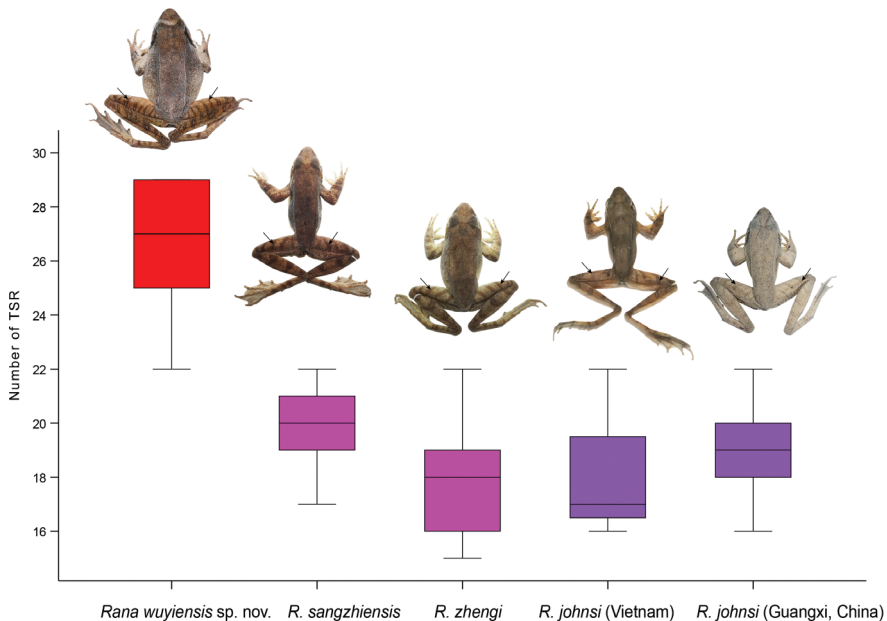 Number of TSR
30
28
26
24
22
20
18
16
Rana wuyiensis sp. nov.
R. sangzhiensis
R. zhengi
R. johnsi (Vietnam)
R. johnsi (Guangxi, China)